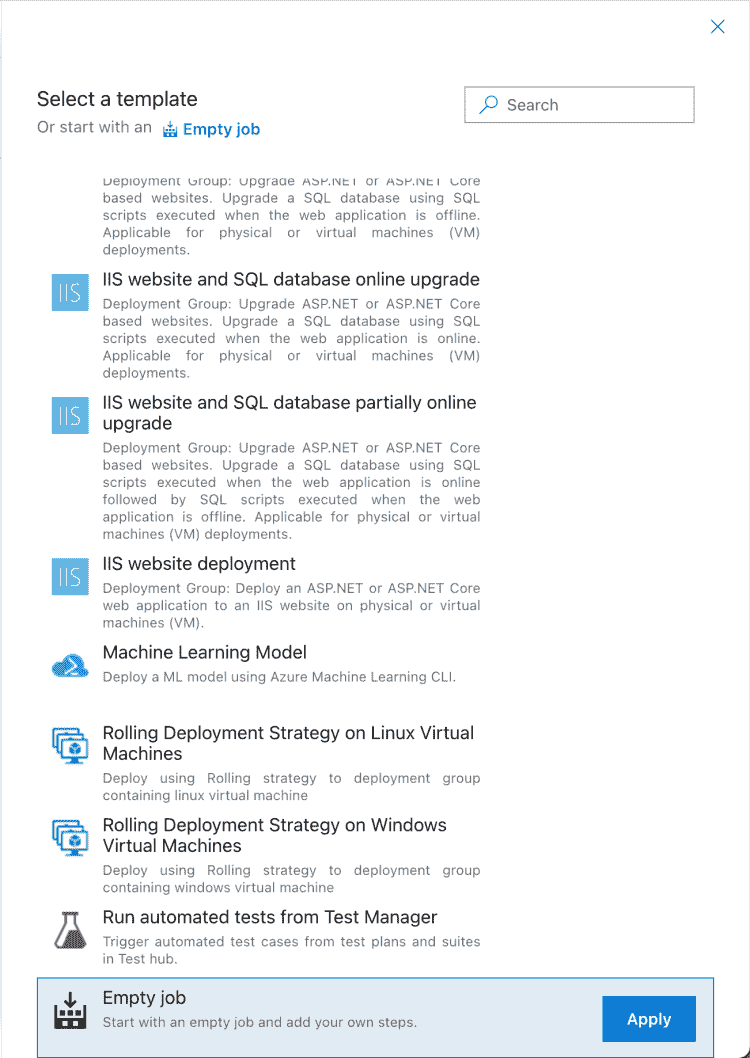 Select a template
Search
Or start with an Empty job
Deployment Group: Upgrade ASP.NET or ASP.NET Core
based websites. Upgrade a SQL database using SQL
scripts executed when the web application is offline.
Applicable for physical or virtual machines (VM)
deployments.
IIS
IIS website and SQL database online upgrade
Deployment Group: Upgrade ASP.NET or ASP.NET Core
based websites. Upgrade a SQL database using SQL
scripts executed when the web application is online.
Applicable for physical or virtual machines (VM)
deployments.
IIS
IIS website and SQL database partially online
upgrade
Deployment Group: Upgrade ASP.NET or ASP.NET Core
based websites. Upgrade a SQL database using SQL
scripts executed when the web application is online
followed by SQL scripts executed when the web
application is offline. Applicable for physical or virtual
machines (VM) deployments.
IIS
IIS website deployment
Deployment Group: Deploy an ASP.NET or ASP.NET Core
web application to an IIS website on physical or virtual
machines (VM).
Machine Learning Model
Deploy a ML model using Azure Machine Learning CLI.
Rolling Deployment Strategy on Linux Virtual
Machines
Deploy using Rolling strategy to deployment group
containing linux virtual machine
Rolling Deployment Strategy on Windows
Virtual Machines
Deploy using Rolling strategy to deployment group
containing windows virtual machine
Run automated tests from Test Manager
Trigger automated test cases from test plans and suites
in Test hub.
Empty job
Start with an empty job and add your own steps.
Apply